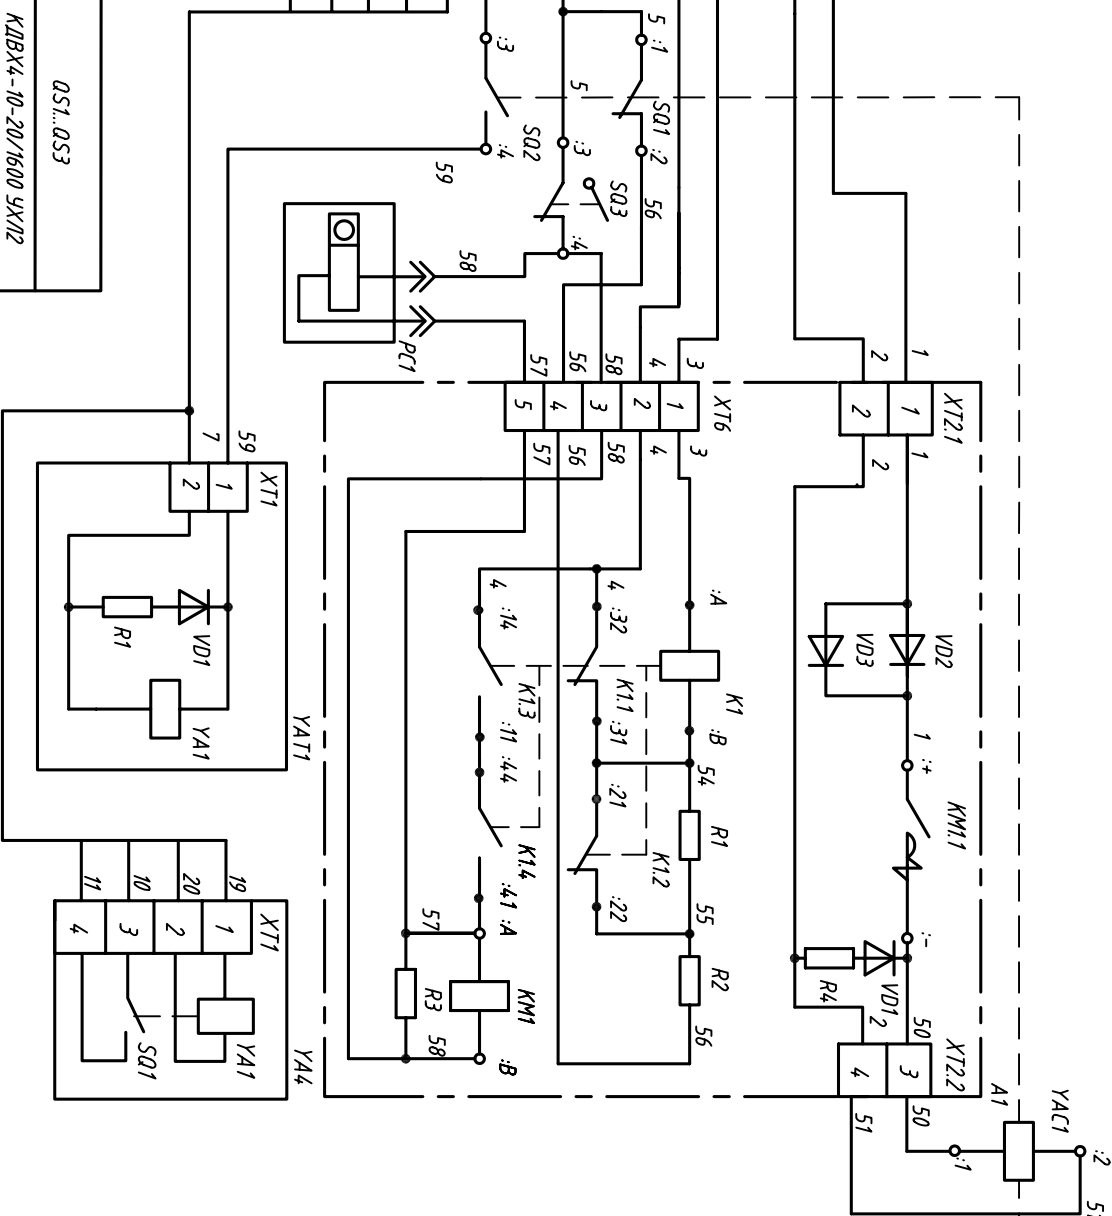 QS1...QS3
КДВХ4-10-20/1600 УХЛ2
:3
5
:1
5
SQ1
SQ2
:4
:3
:2
59
SQ3
56
:4
58
PC1
57
56
58
4
3
2
1
XT6
5
4
3
2
1
57
56
58
4
3
XT2.1
2
1
2
1
7
59
XT1
2
1
R1
VD1
YA1
YAT1
4
:14
4
:32
:A
K1
K1.3
K1.1
:11
:31
:B
:44
54
:21
R1
K1.4
K1.2
:41
:22
55
57
:A
R3
KM1
R2
58
:B
56
VD3
VD2
1
:+
KM1.1
:-
R4
VD1
2
50
XT2.2
4
3
51
50
A1
YAC1
:1
:2
11
10
20
19
XT1
4
3
2
1
SQ1
YA1
YA4